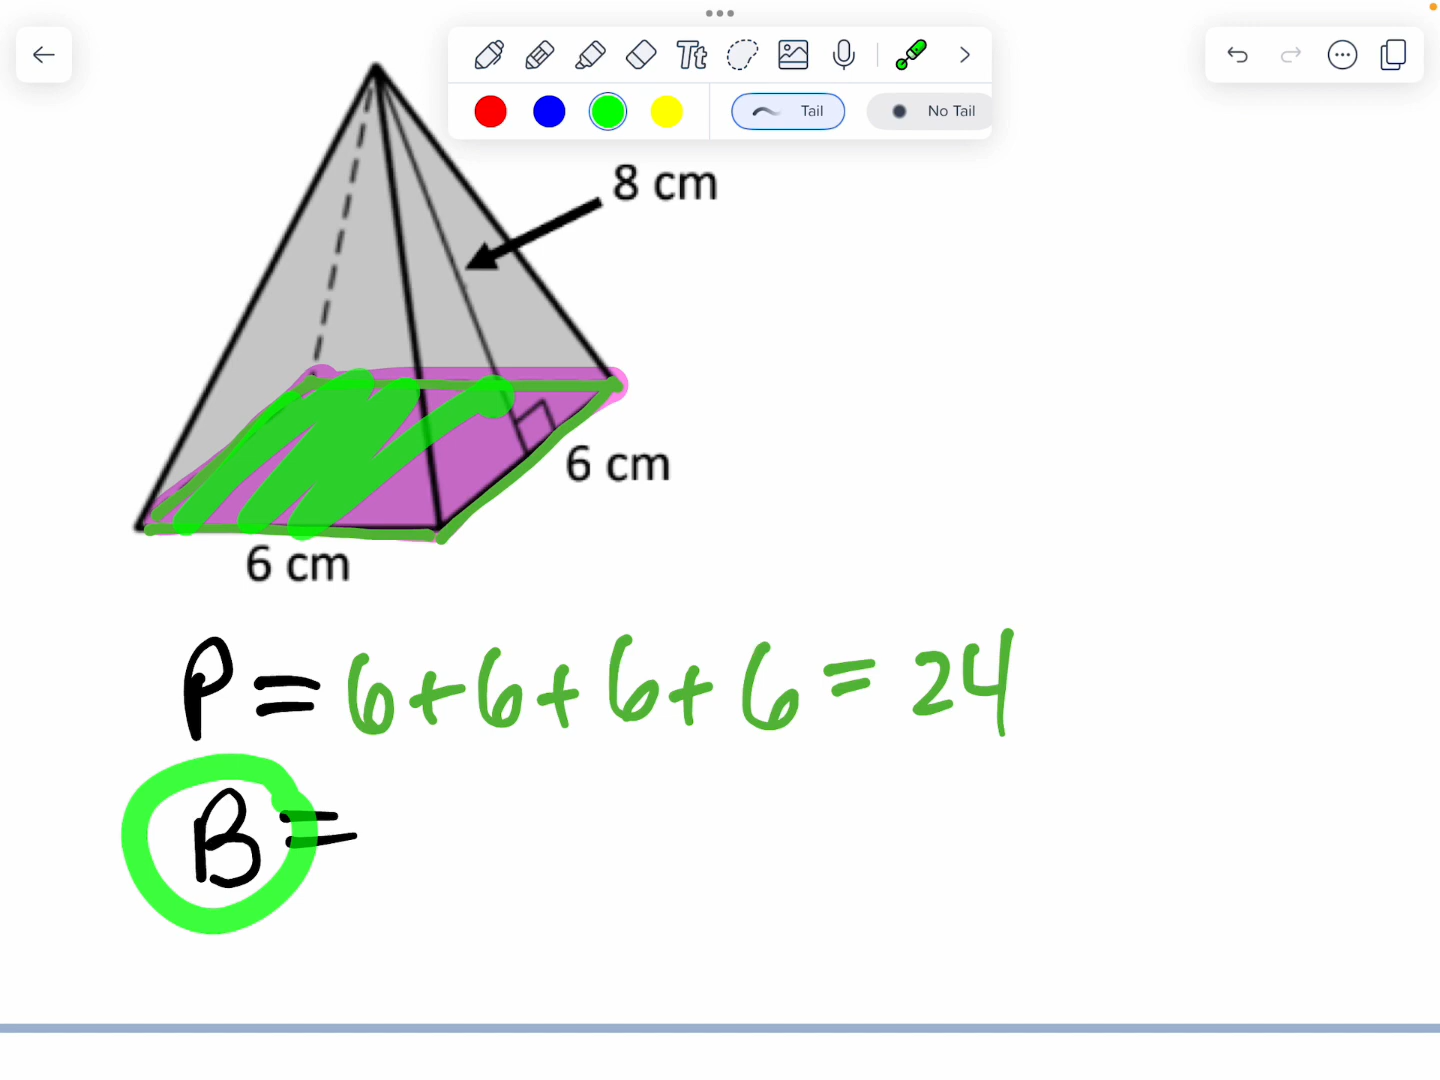 Tt
Tail No Tail
8 cm
6 cm
6 cm
P = 6 + 6 + 6 + 6 = 24
B =